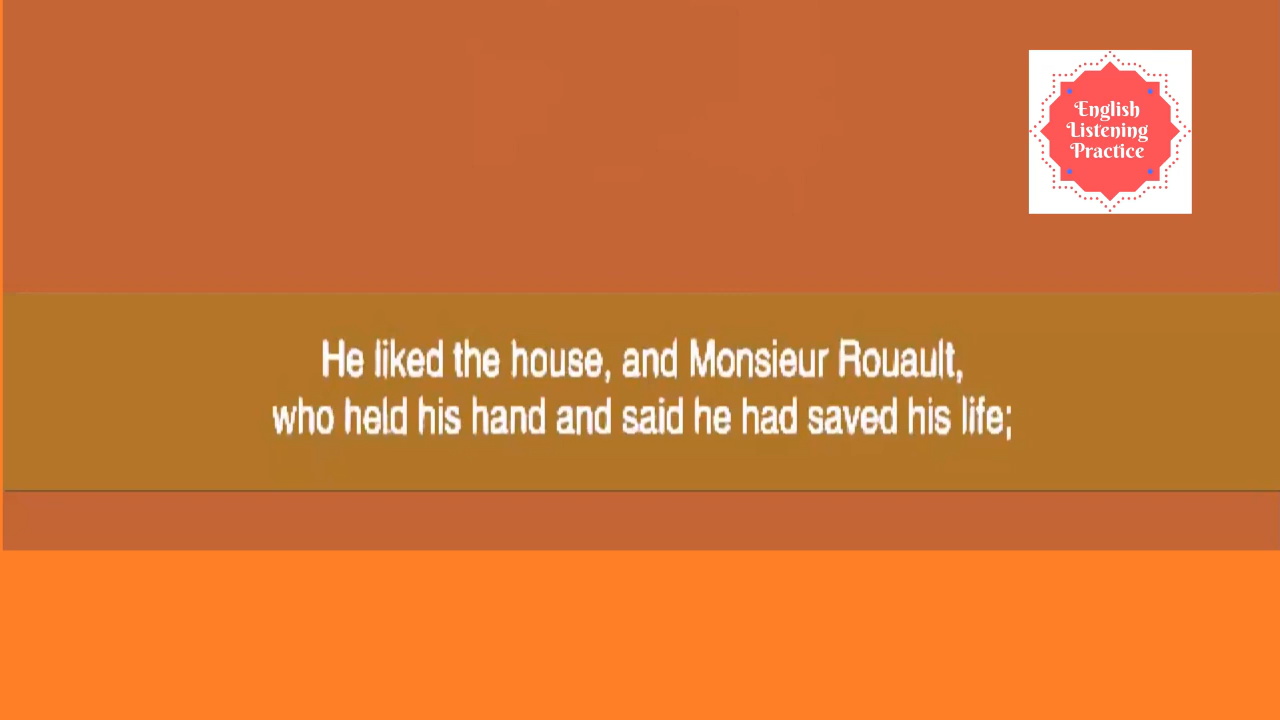 English
Listening
Practice
He liked the house, and Monsieur Rouault,
who held his hand and said he had saved his life;